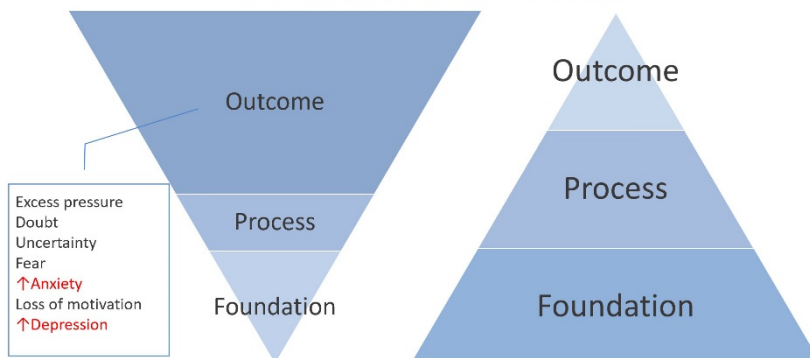 Outcome
Process
Foundation
Excess pressure
Doubt
Uncertainty
Fear
↑Anxiety
Loss of motivation
↑Depression
Outcome
Process
Foundation